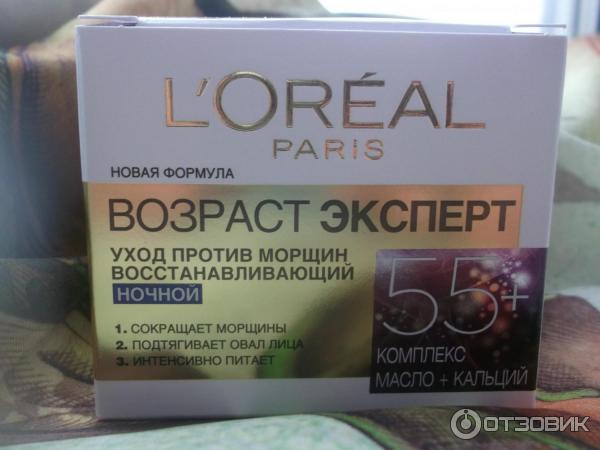 L'ORÉAL
PARIS
НОВАЯ ФОРМУЛА
ВОЗРАСТ ЭКСПЕРТ
УХОД ПРОТИВ МОРЩИН
ВОССТАНАВЛИВАЮЩИЙ
НОЧНОЙ
1. СОКРАЩАЕТ МОРЩИНЫ
2. ПОДТЯГИВАЕТ ОВАЛ ЛИЦА
3. ИНТЕНСИВНО ПИТАЕТ
55+
КОМПЛЕКС
МАСЛО + КАЛЬЦИЙ
ОТЗОВИК